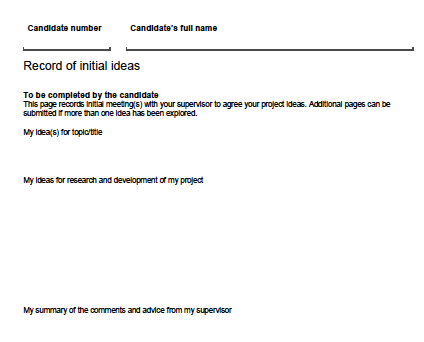 Candidate number Candidate's full name
Record of initial ideas
To be completed by the candidate
This page records initial meeting(s) with your supervisor to agree your project ideas. Additional pages can be
submitted if more than one idea has been explored.
My idea(s) for topic/title
My ideas for research and development of my project
My summary of the comments and advice from my supervisor